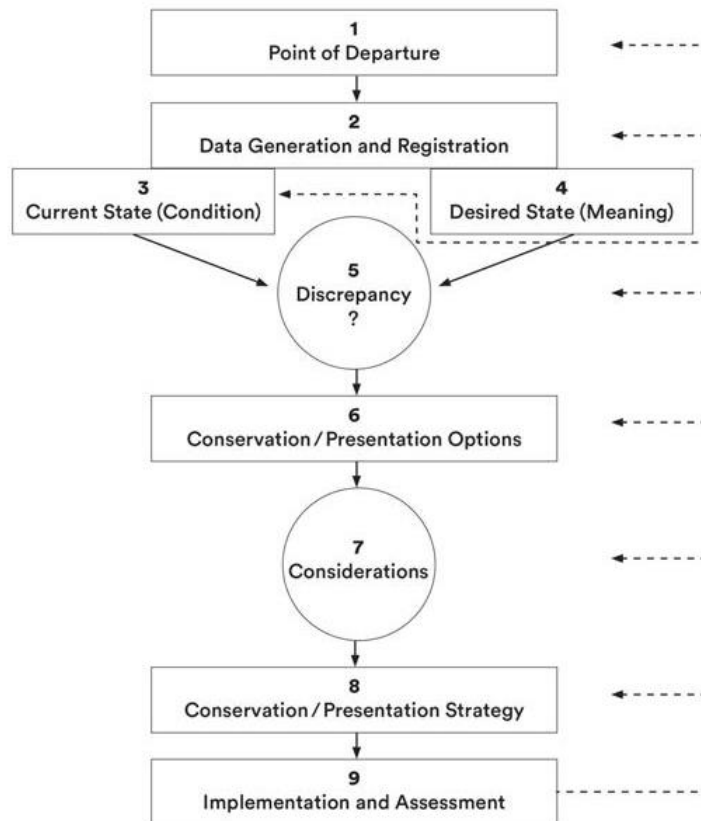 1
Point of Departure
2
Data Generation and Registration
3
Current State (Condition)
4
Desired State (Meaning)
5
Discrepancy
?
6
Conservation / Presentation Options
7
Considerations
8
Conservation / Presentation Strategy
9
Implementation and Assessment